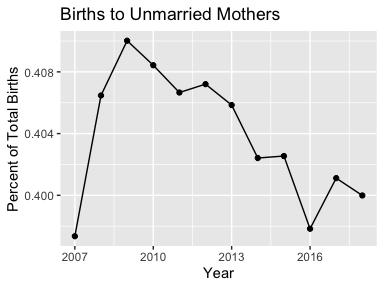 Births to Unmarried Mothers
Percent of Total Births
0.408
0.404
0.400
2007 2010 2013 2016
Year